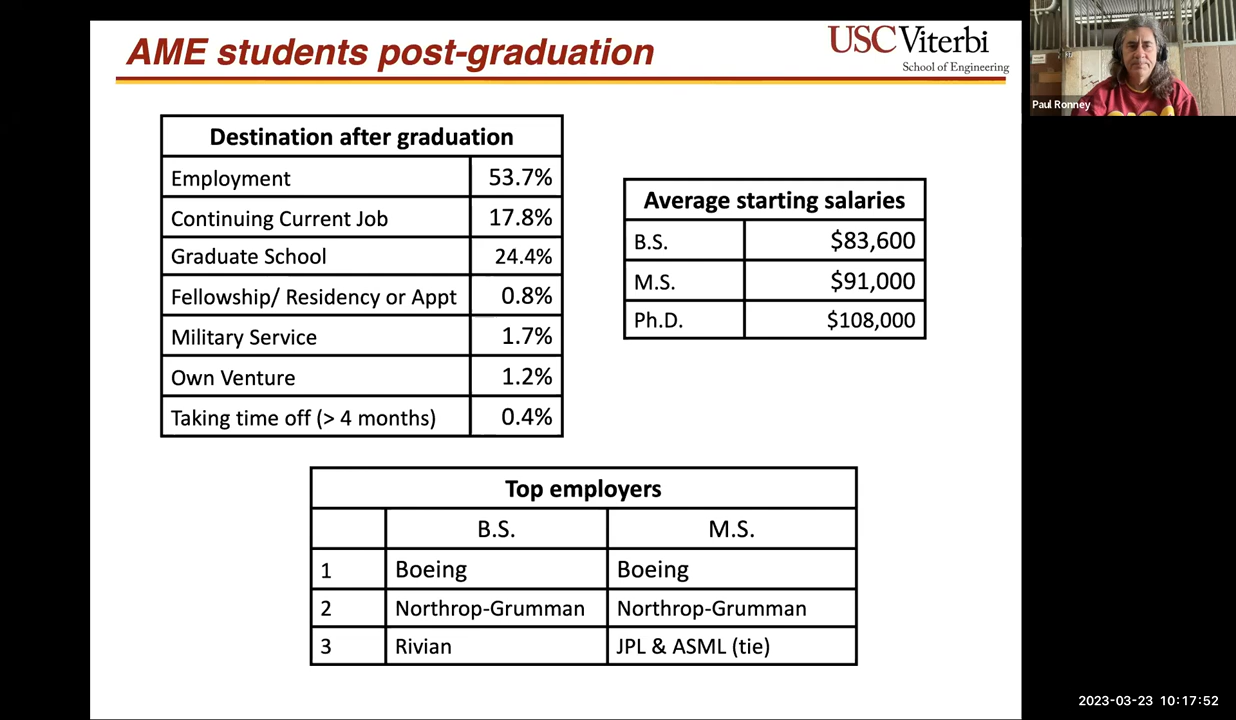 AME students post-graduation
USC Viterbi
School of Engineering
Paul Ronney
Destination after graduation
Employment 53.7%
Continuing Current Job 17.8%
Graduate School 24.4%
Fellowship/ Residency or Appt 0.8%
Military Service 1.7%
Own Venture 1.2%
Taking time off (> 4 months) 0.4%
Average starting salaries
B.S. $83,600
M.S. $91,000
Ph.D. $108,000
Top employers
B.S. M.S.
1 Boeing Boeing
2 Northrop-Grumman Northrop-Grumman
3 Rivian JPL & ASML (tie)
2023-03-23 10:17:52